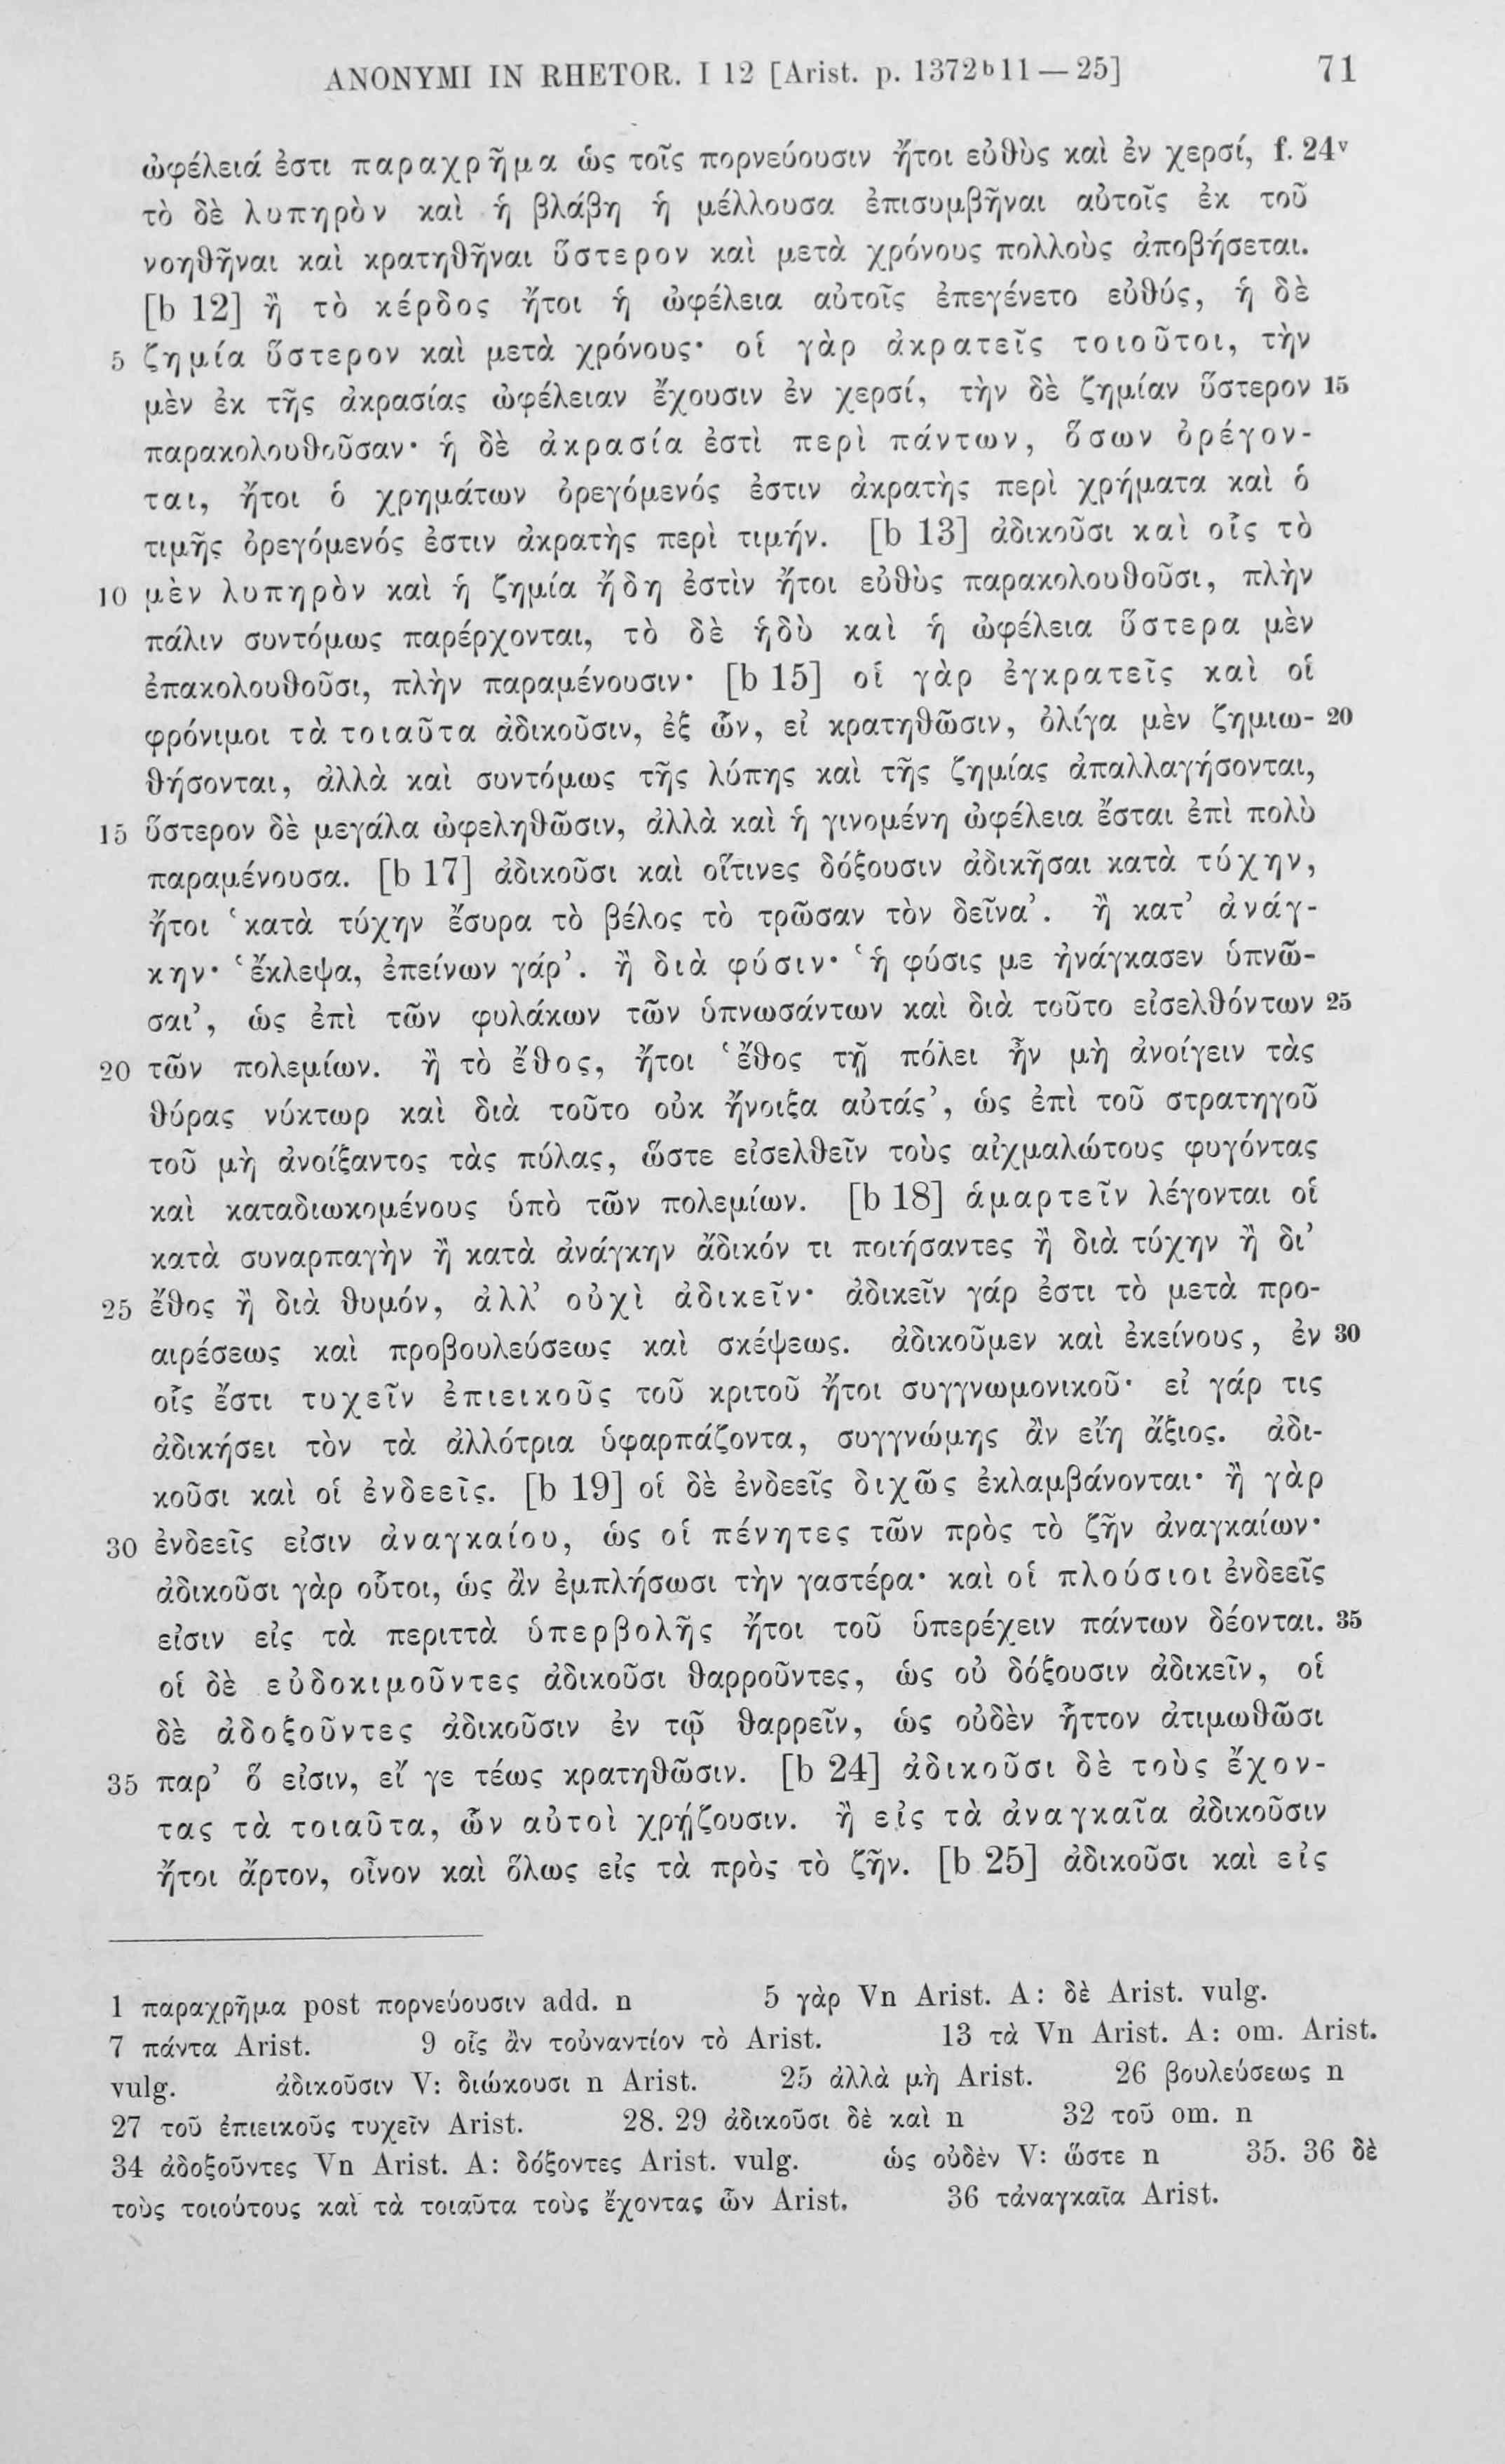 ANONYMI IN RHETOR. I 12 [Arist. p. 1372ᵇ11 — 25] 71
ὠφέλειά ἐστι παραχρῆμα ὡς τοῖς πορνεύουσιν ἤτοι εὐθὺς καὶ ἐν χερσί, f. 24ᵛ
τὸ δὲ λυπηρὸν καὶ ἡ βλάβη ἡ μέλλουσα ἐπισυμβῆναι αὐτοῖς ἐκ τοῦ
νοηθῆναι καὶ κρατηθῆναι ὕστερον καὶ μετὰ χρόνους πολλοὺς ἀποβήσεται.
[b 12] ἢ τὸ κέρδος ἤτοι ἡ ὠφέλεια αὐτοῖς ἐπεγένετο εὐθύς, ἡ δὲ
5 ζημία ὕστερον καὶ μετὰ χρόνους· οἱ γὰρ ἀκρατεῖς τοιοῦτοι, τὴν
μὲν ἐκ τῆς ἀκρασίας ὠφέλειαν ἔχουσιν ἐν χερσί, τὴν δὲ ζημίαν ὕστερον 15
παρακολουθοῦσαν· ἡ δὲ ἀκρασία ἐστὶ περὶ πάντων, ὅσων ὀρέγον-
ται, ἤτοι ὁ χρημάτων ὀρεγόμενός ἐστιν ἀκρατὴς περὶ χρήματα καὶ ὁ
τιμῆς ὀρεγόμενός ἐστιν ἀκρατὴς περὶ τιμήν. [b 13] ἀδικοῦσι καὶ οἷς τὸ
10 μὲν λυπηρὸν καὶ ἡ ζημία ἤδη ἐστὶν ἤτοι εὐθὺς παρακολουθοῦσι, πλὴν
πάλιν συντόμως παρέρχονται, τὸ δὲ ἡδὺ καὶ ἡ ὠφέλεια ὕστερα μὲν
ἐπακολουθοῦσι, πλὴν παραμένουσιν· [b 15] οἱ γὰρ ἐγκρατεῖς καὶ οἱ
φρόνιμοι τὰ τοιαῦτα ἀδικοῦσιν, ἐξ ὧν, εἰ κρατηθῶσιν, ὀλίγα μὲν ζημιω- 20
θήσονται, ἀλλὰ καὶ συντόμως τῆς λύπης καὶ τῆς ζημίας ἀπαλλαγήσονται,
15 ὕστερον δὲ μεγάλα ὠφεληθῶσιν, ἀλλὰ καὶ ἡ γινομένη ὠφέλεια ἔσται ἐπὶ πολὺ
παραμένουσα. [b 17] ἀδικοῦσι καὶ οἵτινες δόξουσιν ἀδικῆσαι κατὰ τύχην,
ἤτοι ‘κατὰ τύχην ἔσυρα τὸ βέλος τὸ τρῶσαν τὸν δεῖνα’. ἢ κατ’ ἀνάγ-
κην· ‘ἔκλεψα, ἐπείνων γάρ’. ἢ διὰ φύσιν· ‘ἡ φύσις με ἠνάγκασεν ὑπνῶ-
σαι’, ὡς ἐπὶ τῶν φυλάκων τῶν ὑπνωσάντων καὶ διὰ τοῦτο εἰσελθόντων 25
20 τῶν πολεμίων. ἢ τὸ ἔθος, ἤτοι ‘ἔθος τῇ πόλει ἦν μὴ ἀνοίγειν τὰς
θύρας νύκτωρ καὶ διὰ τοῦτο οὐκ ἤνοιξα αὐτάς’, ὡς ἐπὶ τοῦ στρατηγοῦ
τοῦ μὴ ἀνοίξαντος τὰς πύλας, ὥστε εἰσελθεῖν τοὺς αἰχμαλώτους φυγόντας
καὶ καταδιωκομένους ὑπὸ τῶν πολεμίων. [b 18] ἁμαρτεῖν λέγονται οἱ
κατὰ συναρπαγὴν ἢ κατὰ ἀνάγκην ἄδικόν τι ποιήσαντες ἢ διὰ τύχην ἢ δι’
25 ἔθος ἢ διὰ θυμόν, ἀλλ’ οὐχὶ ἀδικεῖν· ἀδικεῖν γάρ ἐστι τὸ μετὰ προ-
αιρέσεως καὶ προβουλεύσεως καὶ σκέψεως. ἀδικοῦμεν καὶ ἐκείνους, ἐν 30
οἷς ἔστι τυχεῖν ἐπιεικοῦς τοῦ κριτοῦ ἤτοι συγγνωμονικοῦ· εἰ γάρ τις
ἀδικήσει τὸν τὰ ἀλλότρια ὑφαρπάζοντα, συγγνώμης ἂν εἴη ἄξιος. ἀδι-
κοῦσι καὶ οἱ ἐνδεεῖς. [b 19] οἱ δὲ ἐνδεεῖς διχῶς ἐκλαμβάνονται· ἢ γὰρ
30 ἐνδεεῖς εἰσιν ἀναγκαίου, ὡς οἱ πένητες τῶν πρὸς τὸ ζῆν ἀναγκαίων·
ἀδικοῦσι γὰρ οὗτοι, ὡς ἂν ἐμπλήσωσι τὴν γαστέρα· καὶ οἱ πλούσιοι ἐνδεεῖς
εἰσιν εἰς τὰ περιττὰ ὑπερβολῆς ἤτοι τοῦ ὑπερέχειν πάντων δέονται. 35
οἱ δὲ εὐδοκιμοῦντες ἀδικοῦσι θαρροῦντες, ὡς οὐ δόξουσιν ἀδικεῖν, οἱ
δὲ ἀδοξοῦντες ἀδικοῦσιν ἐν τῷ θαρρεῖν, ὡς οὐδὲν ἧττον ἀτιμωθῶσι
35 παρ’ ὅ εἰσιν, εἴ γε τέως κρατηθῶσιν. [b 24] ἀδικοῦσι δὲ τοὺς ἔχον-
τας τὰ τοιαῦτα, ὧν αὐτοὶ χρῄζουσιν. ἢ εἰς τὰ ἀναγκαῖα ἀδικοῦσιν
ἤτοι ἄρτον, οἶνον καὶ ὅλως εἰς τὰ πρὸς τὸ ζῆν. [b 25] ἀδικοῦσι καὶ εἰς
1 παραχρῆμα post πορνεύουσιν add. n 5 γὰρ Vn Arist. A: δὲ Arist. vulg.
7 πάντα Arist. 9 οἷς ἂν τοὐναντίον τὸ Arist. 13 τὰ Vn Arist. A: om. Arist.
vulg. ἀδικοῦσιν V: διώκουσι n Arist. 25 ἀλλὰ μὴ Arist. 26 βουλεύσεως n
27 τοῦ ἐπιεικοῦς τυχεῖν Arist. 28. 29 ἀδικοῦσι δὲ καὶ n 32 τοῦ om. n
34 ἀδοξοῦντες Vn Arist. A: δόξοντες Arist. vulg. ὡς οὐδὲν V: ὥστε n 35. 36 δὲ
τοὺς τοιούτους καὶ τὰ τοιαῦτα τοὺς ἔχοντας ὧν Arist. 36 τἀναγκαῖα Arist.